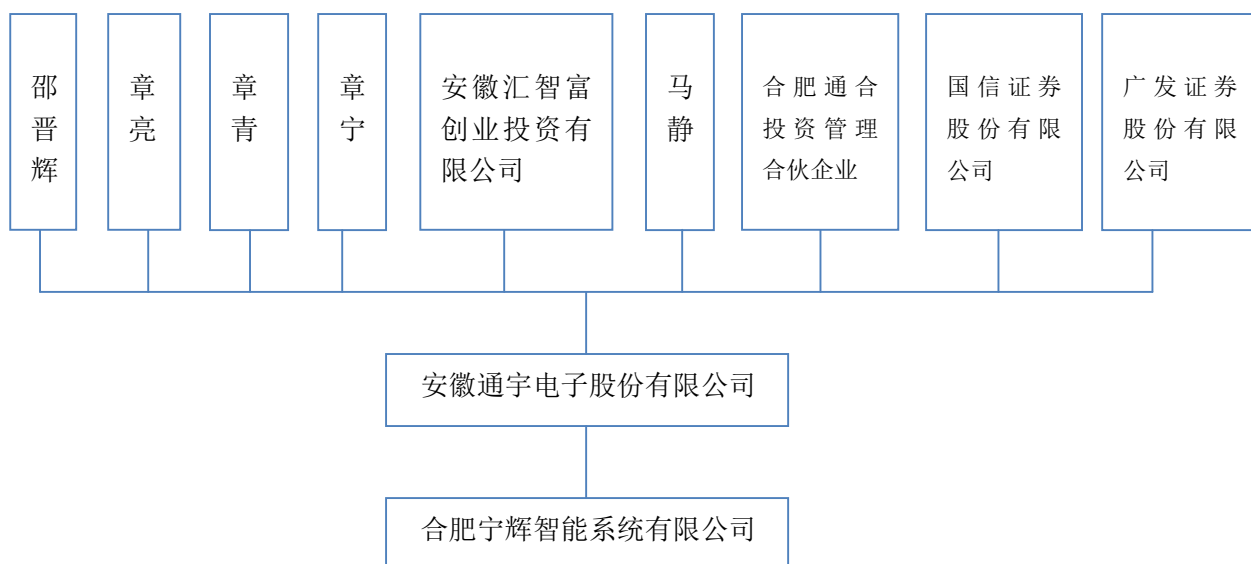 邵晋辉
章亮
章青
章宁
安徽汇智富
创业投资有
限公司
马静
合肥通合
投资管理
合伙企业
国信证券
股份有限
公司
广发证券
股份有限
公司
安徽通宇电子股份有限公司
合肥宁辉智能系统有限公司